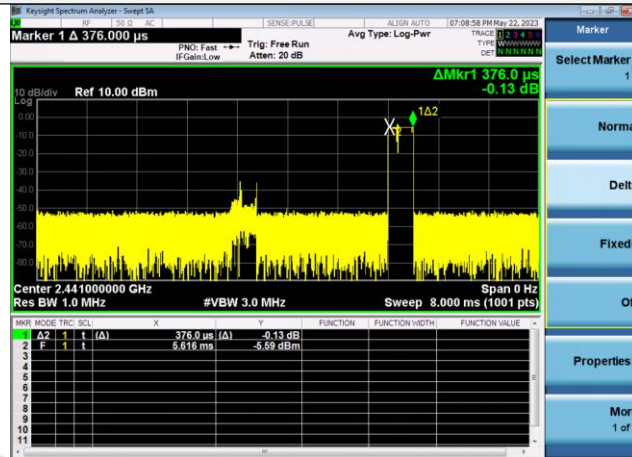 Keysight Spectrum Analyzer - Swept SA
RF 50 Ω AC SENSE:PULSE ALIGN AUTO 07:08:58 PM May 22, 2023
Marker 1 Δ 376.000 μs
PNO: Fast Trig: Free Run
IFGain:Low Atten: 20 dB
Avg Type: Log-Pwr
TRACE 1 2 3 4 5 6
TYPE WWWWWW
DET N N N N N N
ΔMkr1 376.0 μs
-0.13 dB
10 dB/div Ref 10.00 dBm
Log
1Δ2
0.00
-10.0
-20.0
-30.0
-40.0
-50.0
-60.0
-70.0
-80.0
Center 2.441000000 GHz Span 0 Hz
Res BW 1.0 MHz #VBW 3.0 MHz Sweep 8.000 ms (1001 pts)
MKR MODE TRC SCL X Y FUNCTION FUNCTION WIDTH FUNCTION VALUE
1 Δ2 1 t (Δ) 376.0 μs (Δ) -0.13 dB
2 F 1 t 5.616 ms -5.59 dBm
3
4
5
6
7
8
9
10
11
Marker
Select Marker
1
Norma
Delt
Fixed
Of
Properties
Mor
1 of